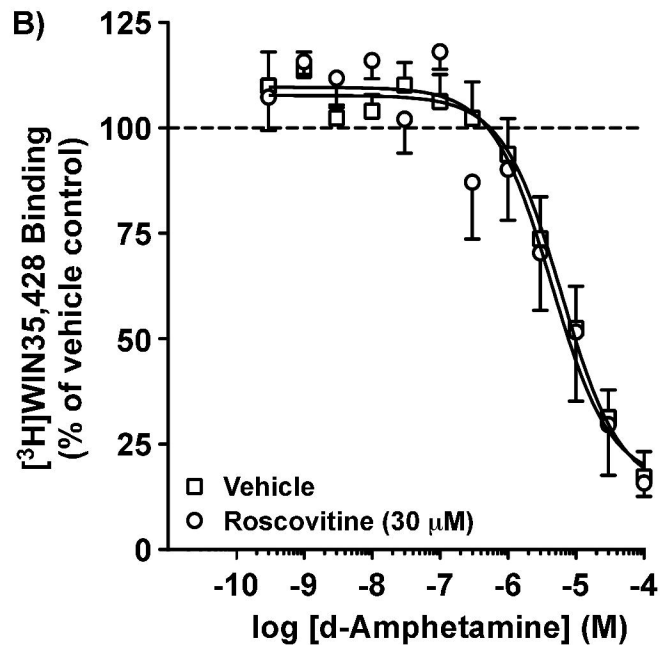 B)
[³H]WIN35,428 Binding
(% of vehicle control)
125
100
75
50
25
0
Vehicle
Roscovitine (30 μM)
-10 -9 -8 -7 -6 -5 -4
log [d-Amphetamine] (M)